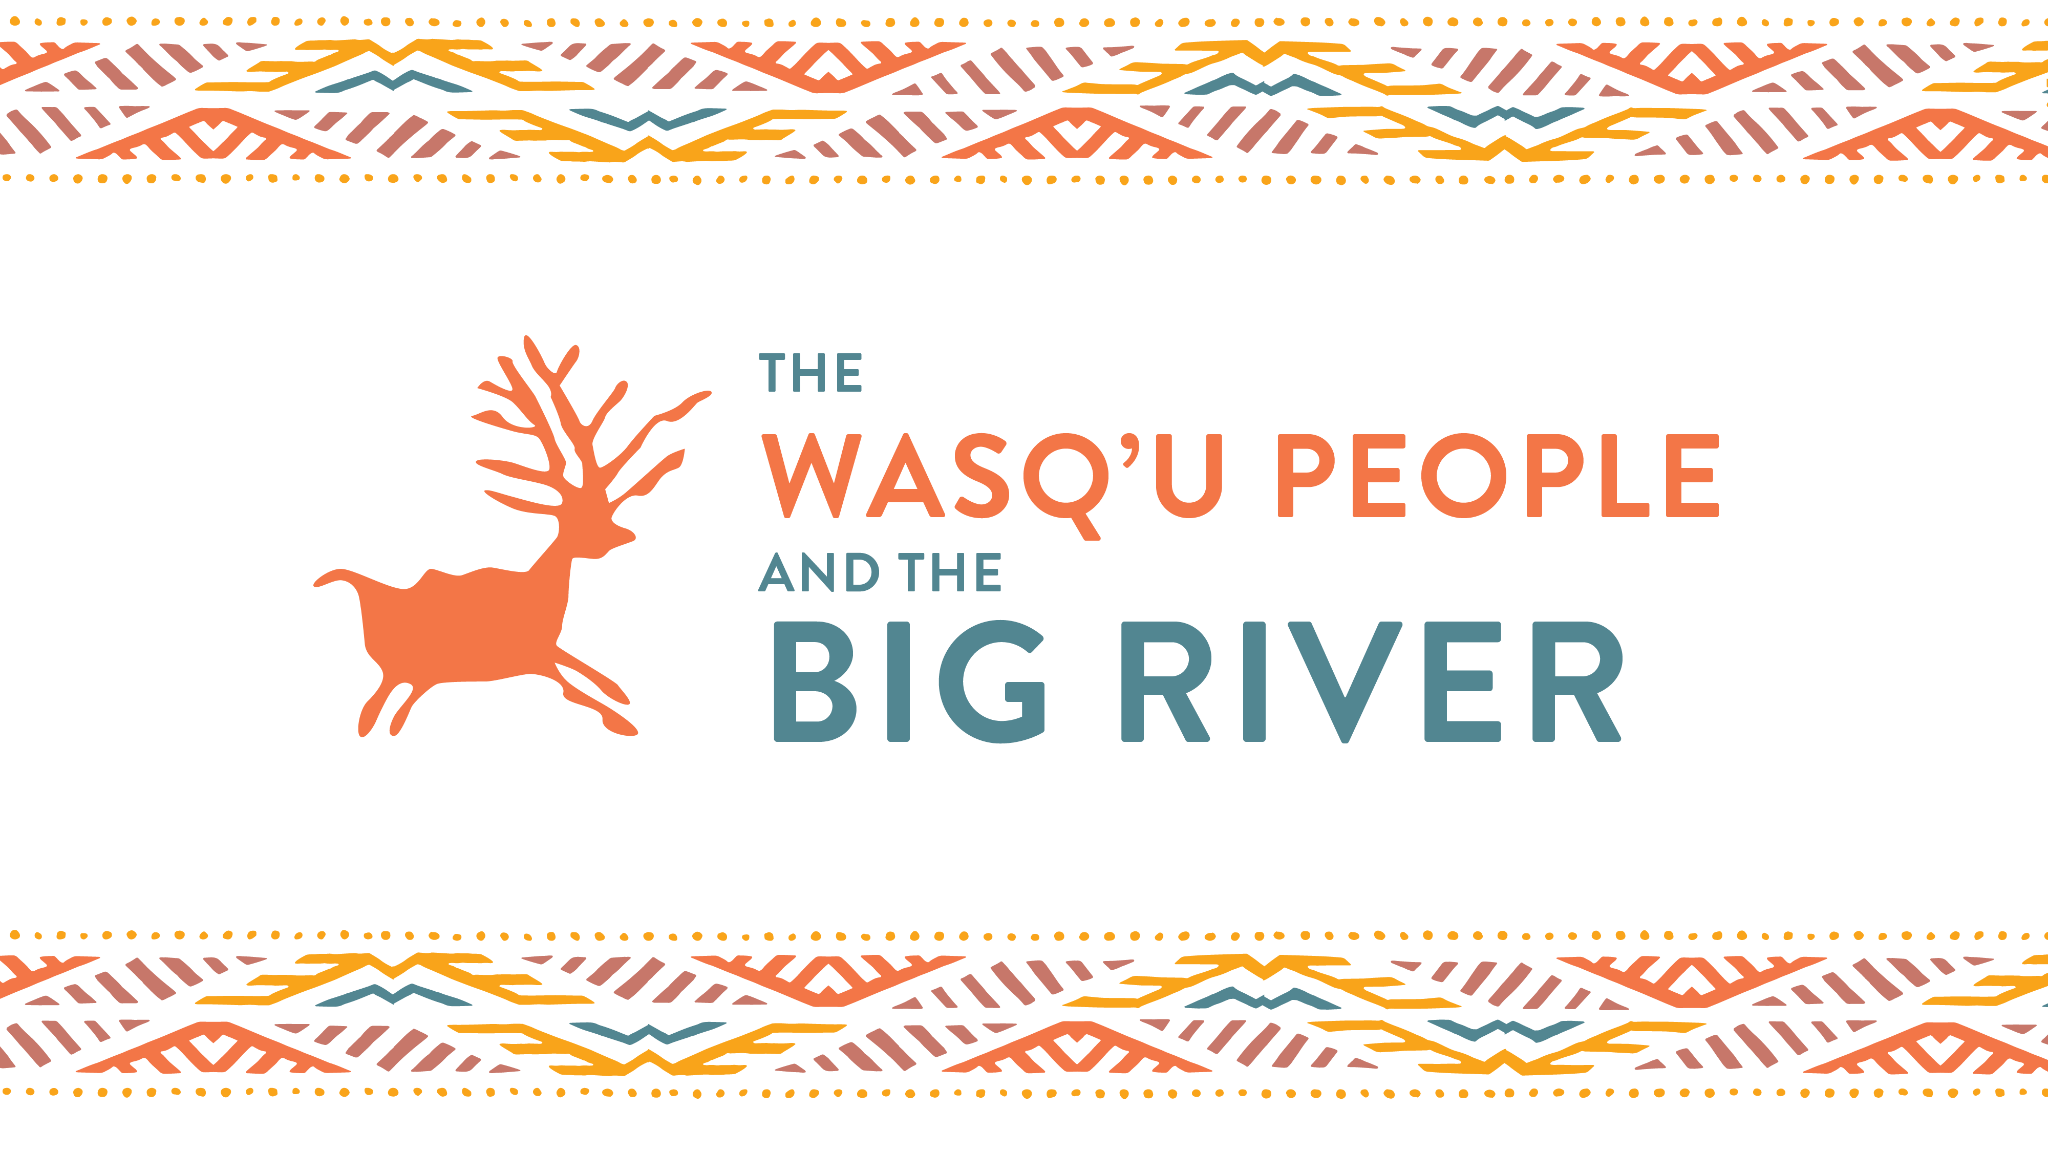 THE
WASQ’U PEOPLE
AND THE
BIG RIVER